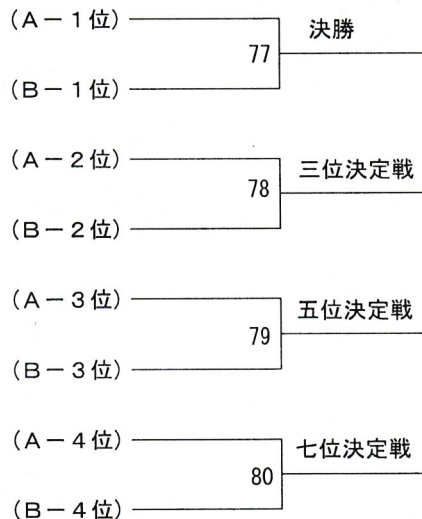 (A－1位)
決勝
77
(B－1位)
(A－2位)
三位決定戦
78
(B－2位)
(A－3位)
五位決定戦
79
(B－3位)
(A－4位)
七位決定戦
80
(B－4位)